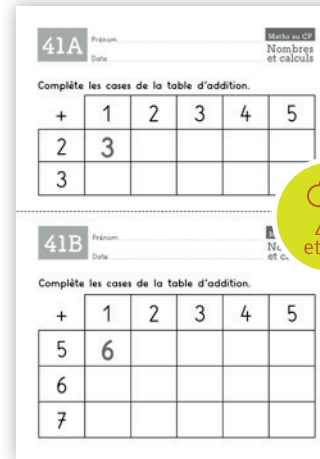 41A
Prénom
Date
Maths au CP
Nombres
et calculs
Complète les cases de la table d'addition.
+ 1 2 3 4 5
2 3
3
41B
Prénom
Date
et
Complète les cases de la table d'addition.
+ 1 2 3 4 5
5 6
6
7